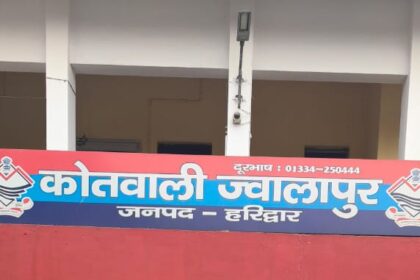 दूरभाष : 01334-250444
कोतवाली ज्वालापुर
जनपद - हरिद्वार